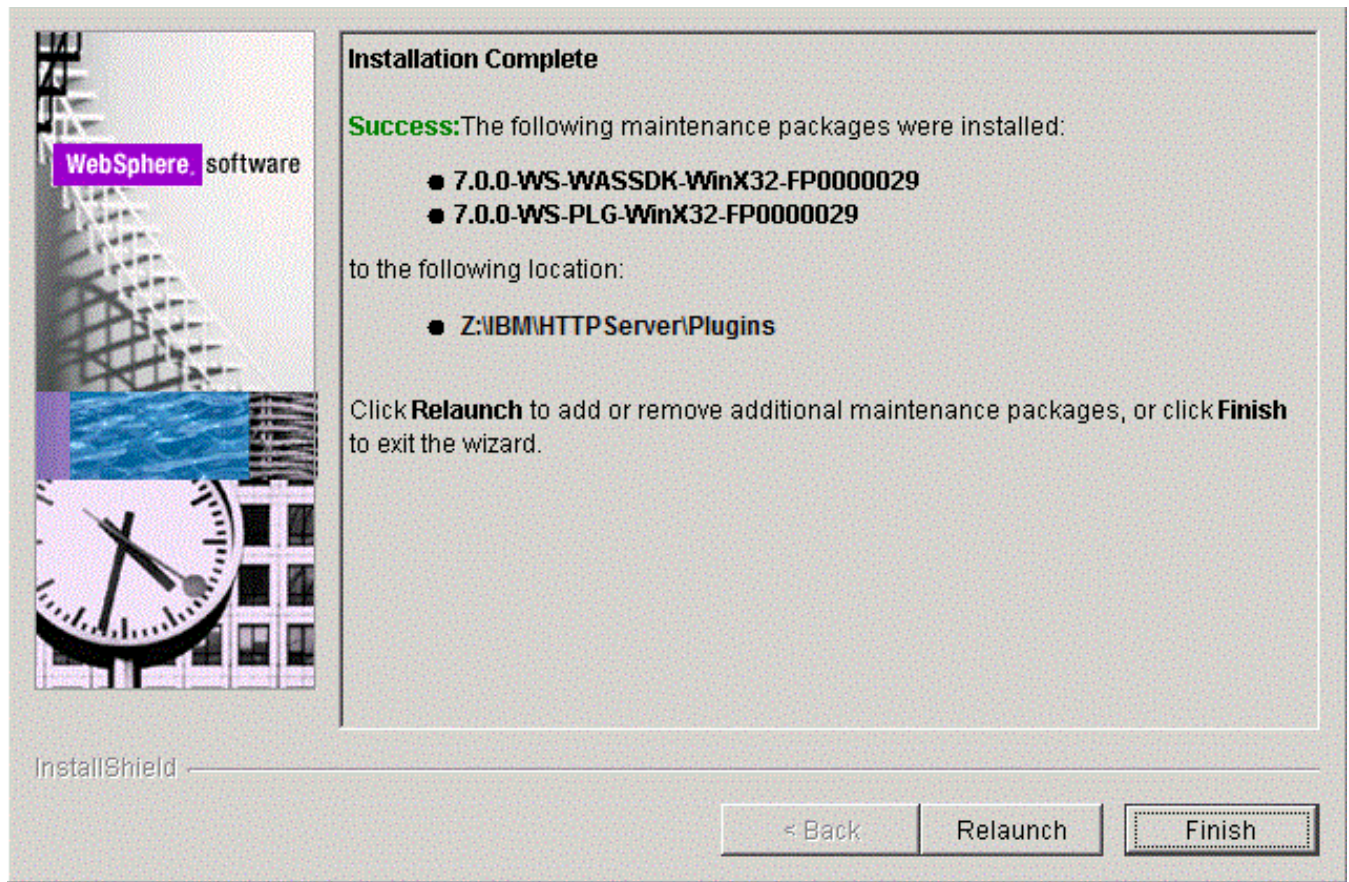 WebSphere. software
Installation Complete
Success:The following maintenance packages were installed:
● 7.0.0-WS-WASSDK-WinX32-FP0000029
● 7.0.0-WS-PLG-WinX32-FP0000029
to the following location:
● Z:\IBM\HTTPServer\Plugins
Click Relaunch to add or remove additional maintenance packages, or click Finish
to exit the wizard.
InstallShield
< Back
Relaunch
Finish